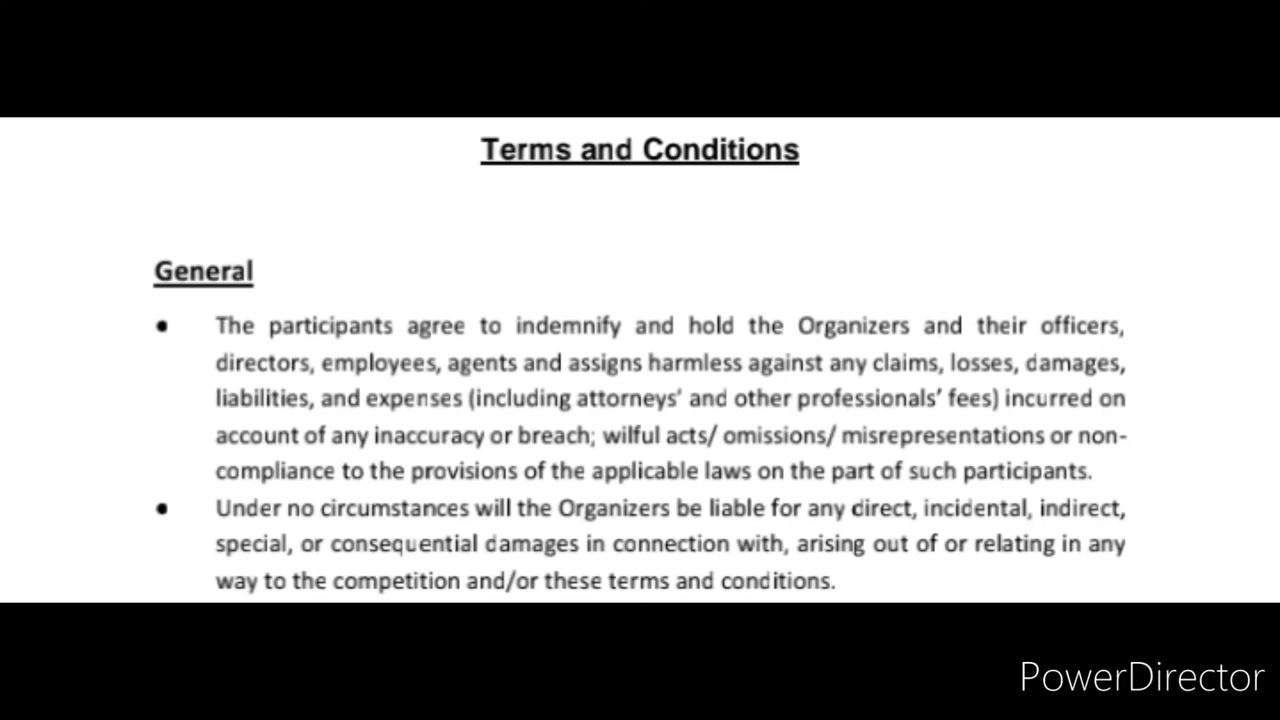 Terms and Conditions
General
• The participants agree to indemnify and hold the Organizers and their officers,
directors, employees, agents and assigns harmless against any claims, losses, damages,
liabilities, and expenses (including attorneys’ and other professionals’ fees) incurred on
account of any inaccuracy or breach; wilful acts/ omissions/ misrepresentations or non-
compliance to the provisions of the applicable laws on the part of such participants.
• Under no circumstances will the Organizers be liable for any direct, incidental, indirect,
special, or consequential damages in connection with, arising out of or relating in any
way to the competition and/or these terms and conditions.
PowerDirector